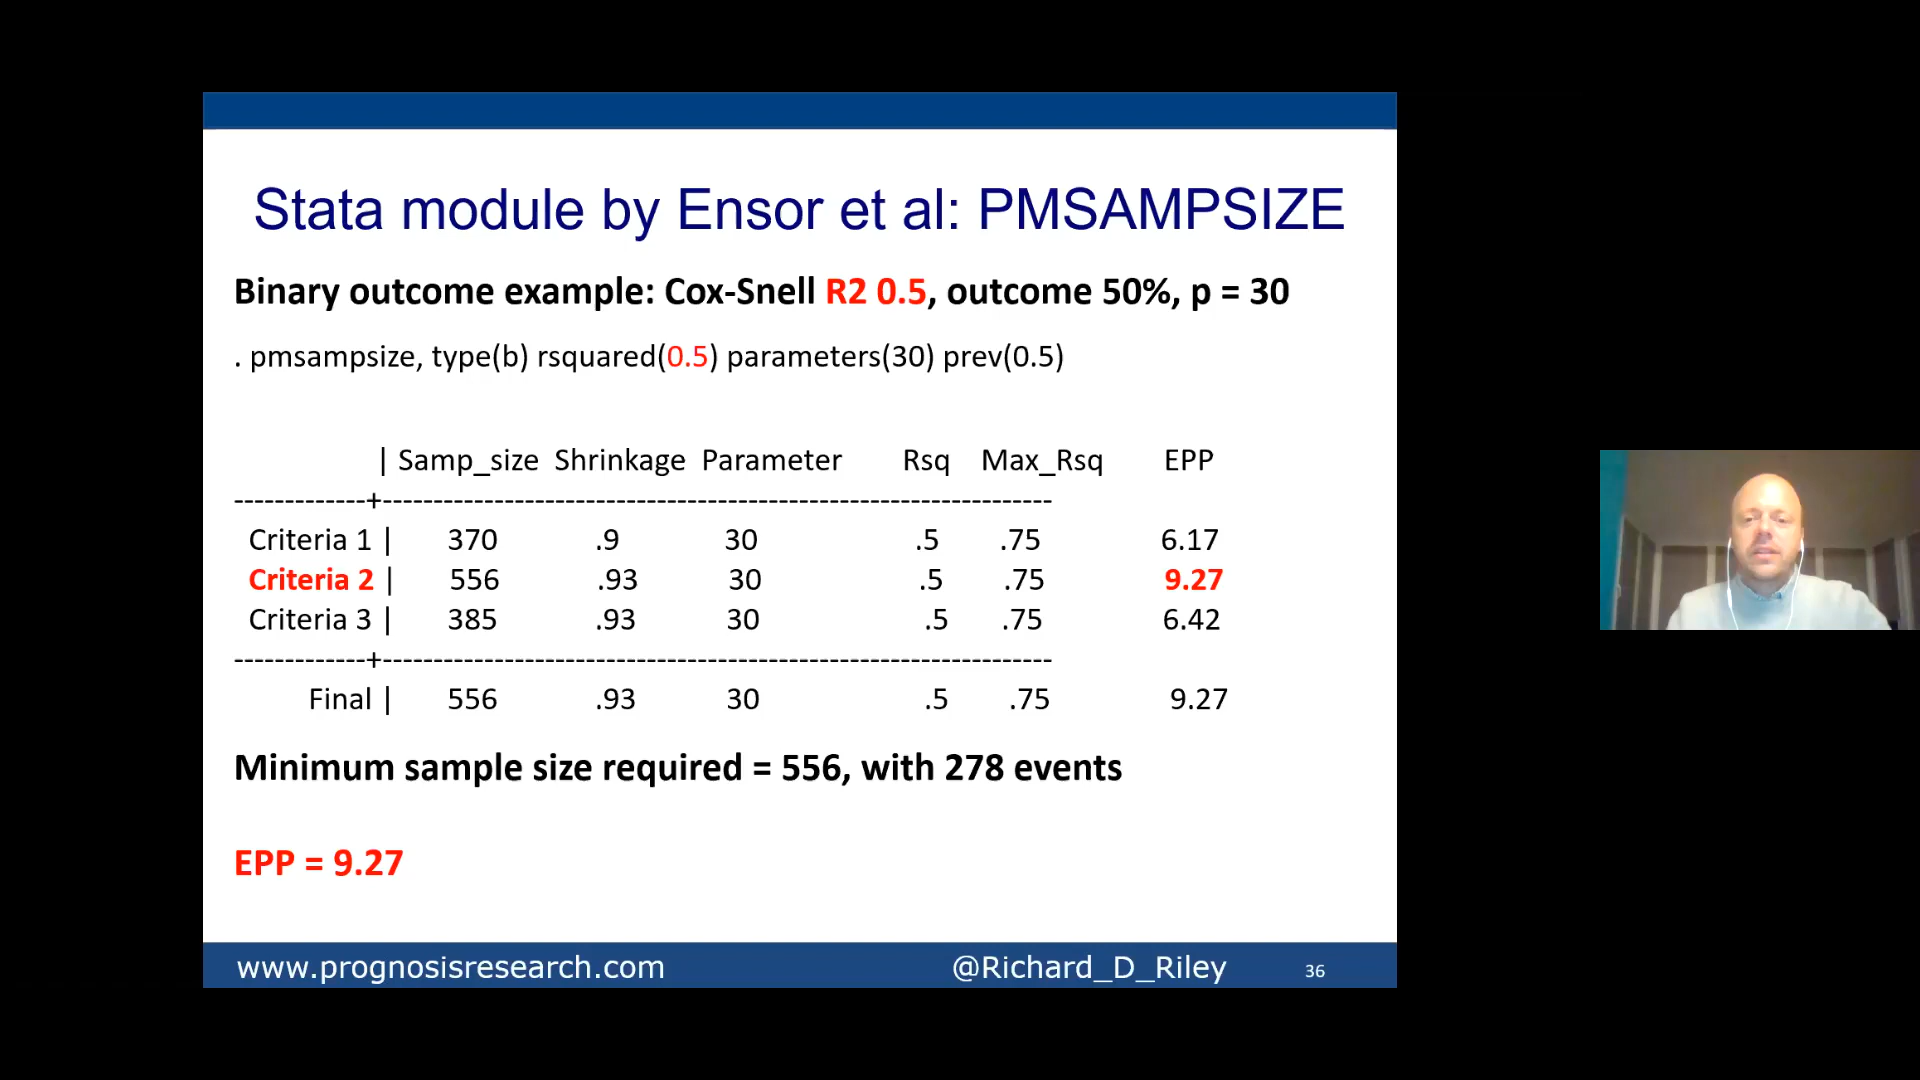 Stata module by Ensor et al: PMSAMPSIZE
Binary outcome example: Cox-Snell R2 0.5, outcome 50%, p = 30
. pmsampsize, type(b) rsquared(0.5) parameters(30) prev(0.5)
| Samp_size Shrinkage Parameter Rsq Max_Rsq EPP
-------------+------------------------------------------------------------------
Criteria 1 | 370 .9 30 .5 .75 6.17
Criteria 2 | 556 .93 30 .5 .75 9.27
Criteria 3 | 385 .93 30 .5 .75 6.42
-------------+------------------------------------------------------------------
Final | 556 .93 30 .5 .75 9.27
Minimum sample size required = 556, with 278 events
EPP = 9.27
www.prognosisresearch.com @Richard_D_Riley 36